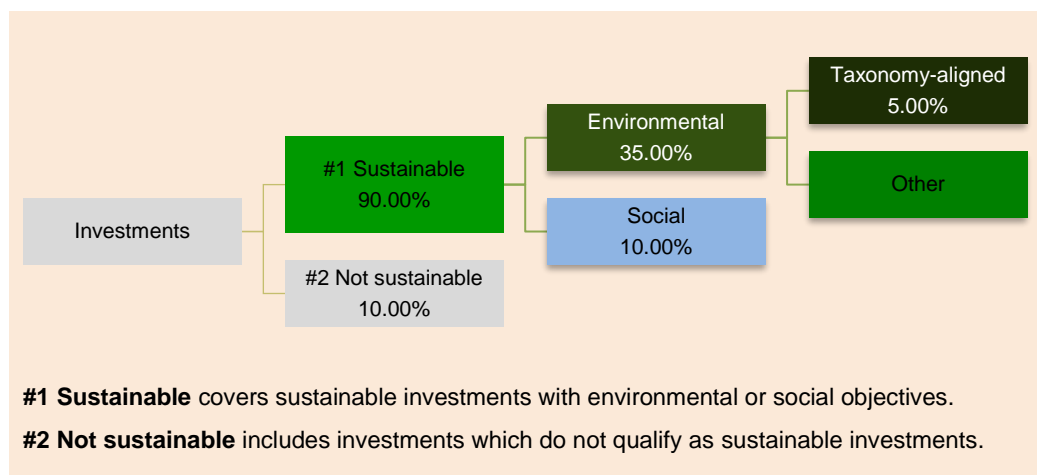 Taxonomy-aligned
5.00%
Environmental
35.00%
#1 Sustainable
90.00%
Other
Investments
Social
10.00%
#2 Not sustainable
10.00%
#1 Sustainable covers sustainable investments with environmental or social objectives.
#2 Not sustainable includes investments which do not qualify as sustainable investments.